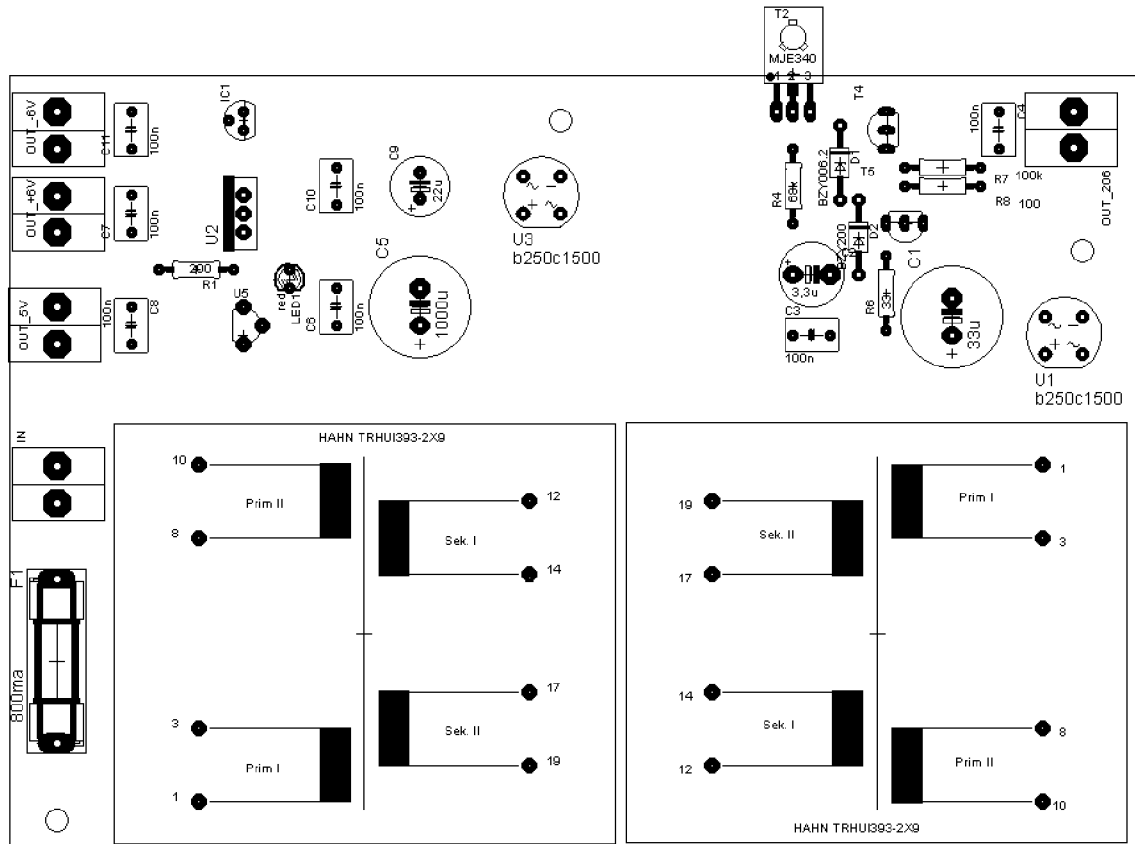 T2
MJE340
1 2 3
T4
OUT_-6V
C11
100n
IC1
C9
22u
C10
100n
OUT_+6V
C7
100n
U2
U3
b250c1500
C5
1000u
200
R1
U5
red
LED1
C6
100n
OUT_5V
100n
C8
R4
68k
BZY006.2
D1
T5
100n
C4
R7
100k
R8
100
OUT_206
BZY200
D2
3,3u
C3
100n
R6
33
C1
33u
U1
b250c1500
IN
F1
800ma
HAHN TRHUI393-2X9
10
Prim II
8
12
Sek. I
14
3
Prim I
1
17
Sek. II
19
1
Prim I
3
19
Sek. II
17
14
Sek. I
12
8
Prim II
10
HAHN TRHUI393-2X9